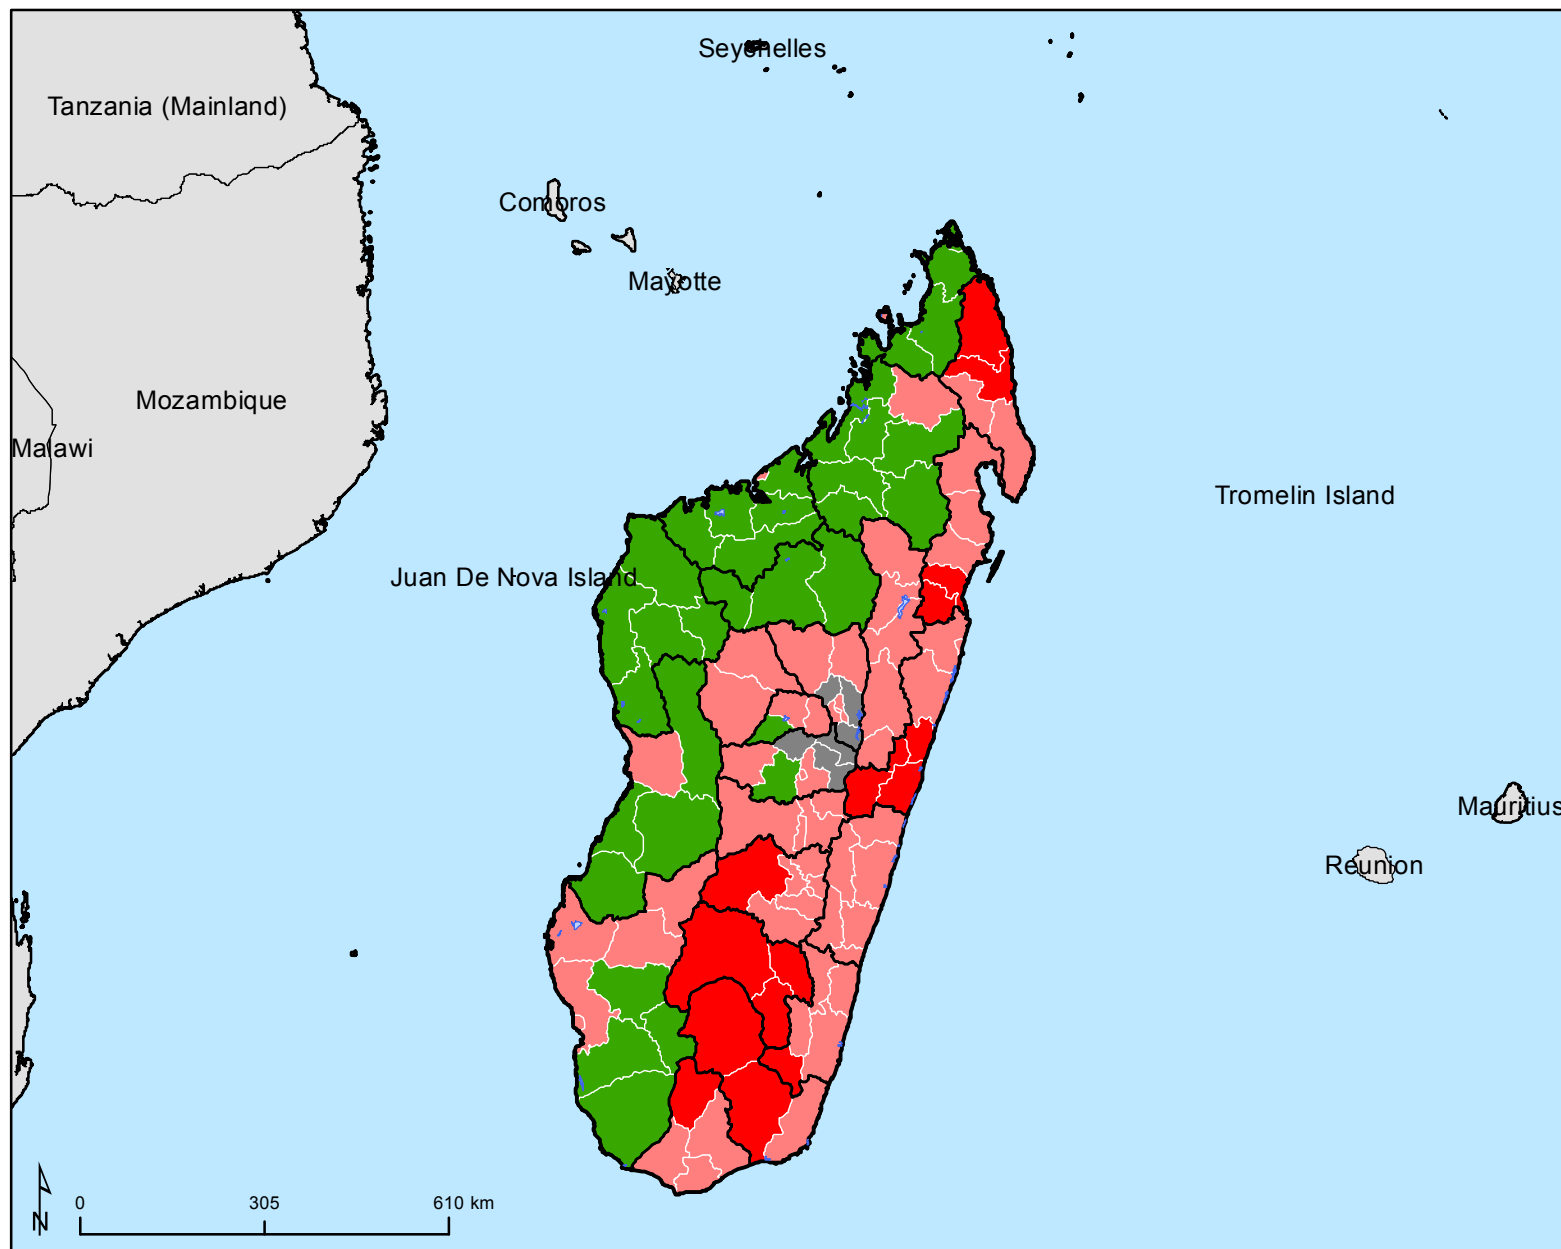 Seychelles
Tanzania (Mainland)
Comoros
Mayotte
Mozambique
Malawi
Tromelin Island
Juan De Nova Island
Mauritius
Reunion
N
0 305 610 km